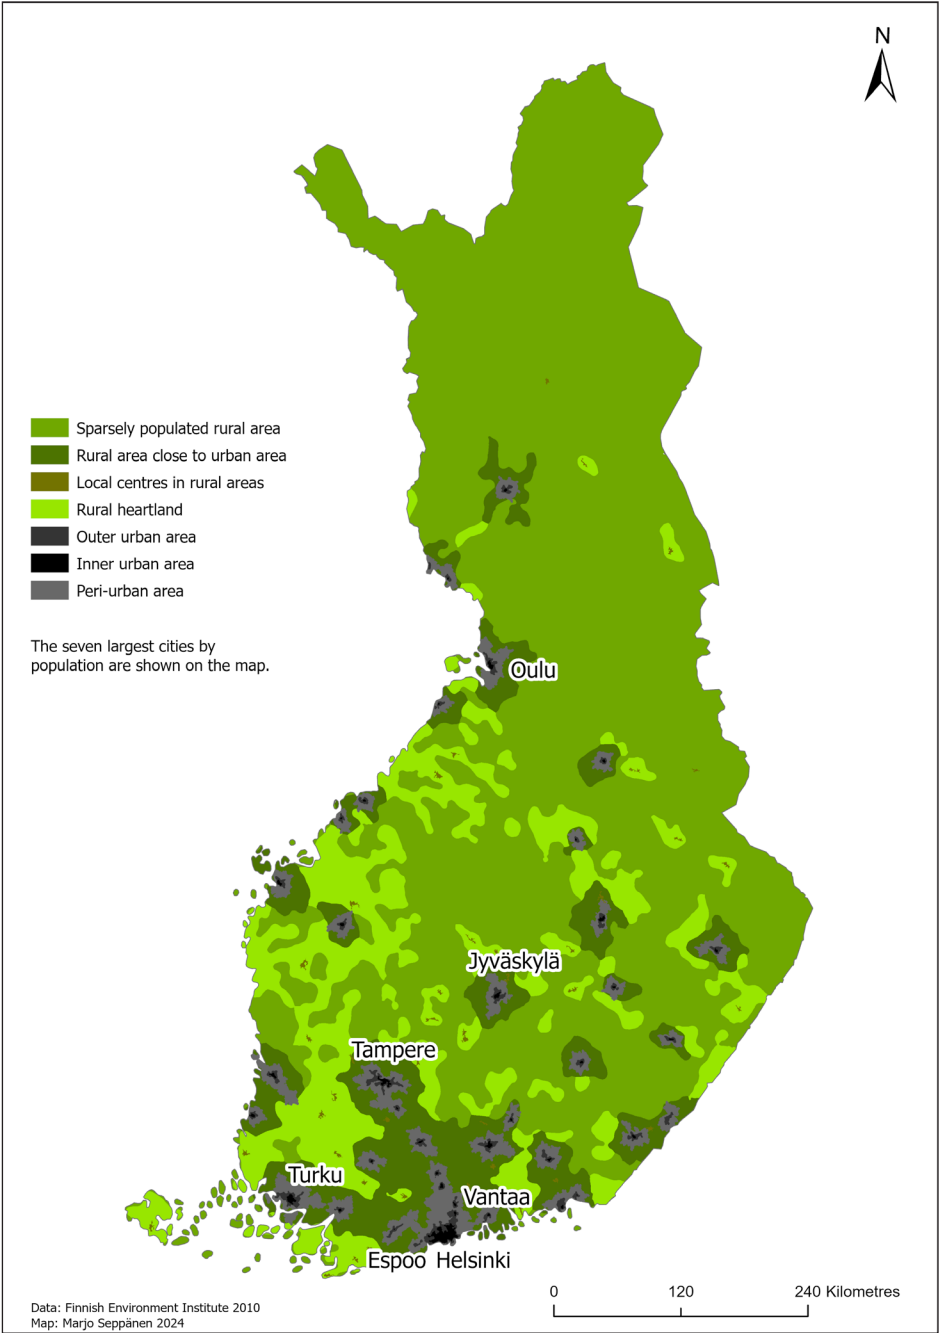 N
Sparsely populated rural area
Rural area close to urban area
Local centres in rural areas
Rural heartland
Outer urban area
Inner urban area
Peri-urban area
The seven largest cities by
population are shown on the map.
Oulu
Jyväskylä
Tampere
Turku
Vantaa
Espoo Helsinki
0 120 240 Kilometres
Data: Finnish Environment Institute 2010
Map: Marjo Seppänen 2024